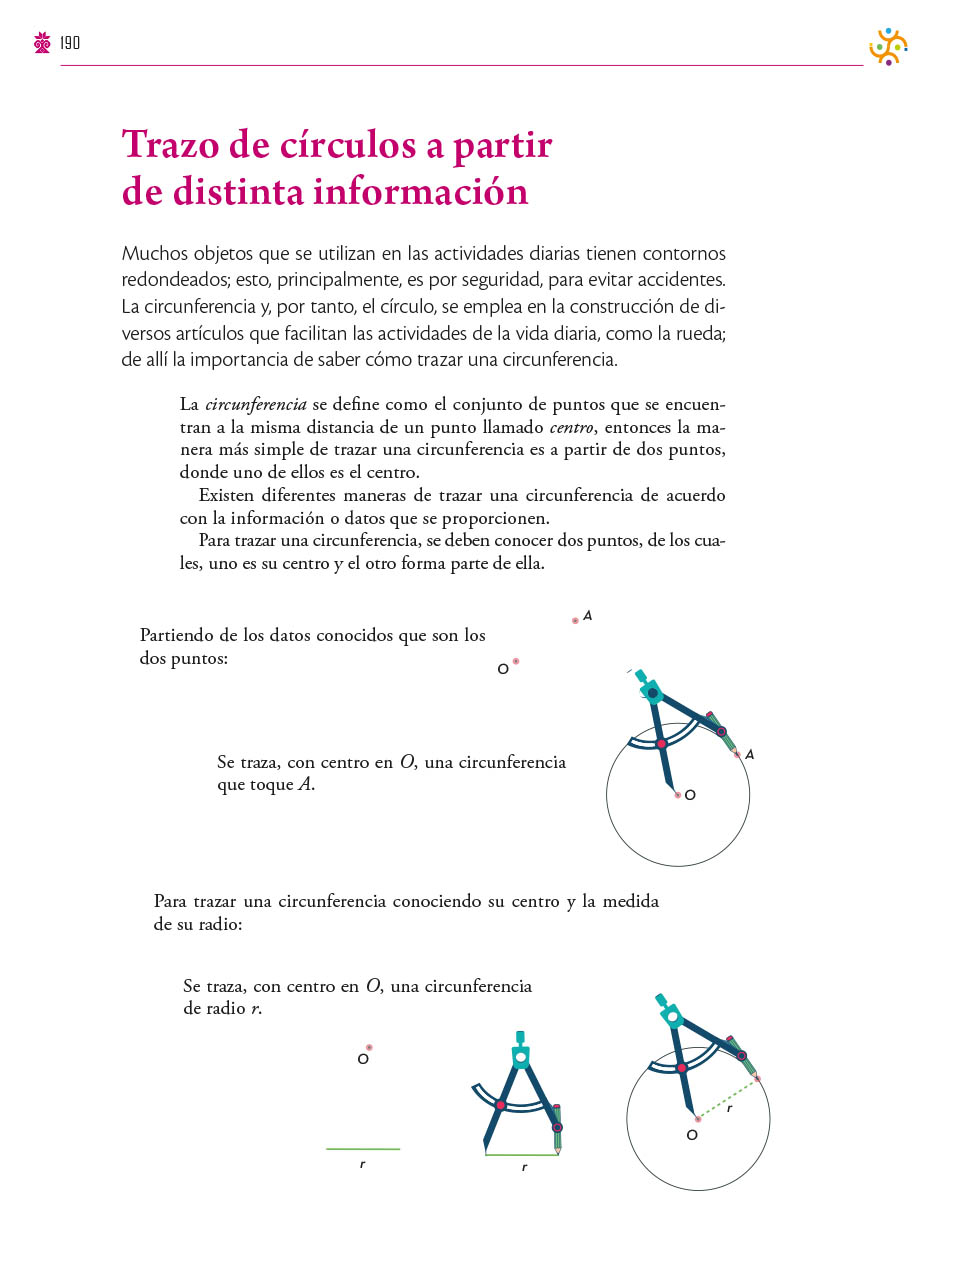 190
Trazo de círculos a partir
de distinta información
Muchos objetos que se utilizan en las actividades diarias tienen contornos
redondeados; esto, principalmente, es por seguridad, para evitar accidentes.
La circunferencia y, por tanto, el círculo, se emplea en la construcción de di-
versos artículos que facilitan las actividades de la vida diaria, como la rueda;
de allí la importancia de saber cómo trazar una circunferencia.
La circunferencia se define como el conjunto de puntos que se encuen-
tran a la misma distancia de un punto llamado centro, entonces la ma-
nera más simple de trazar una circunferencia es a partir de dos puntos,
donde uno de ellos es el centro.
Existen diferentes maneras de trazar una circunferencia de acuerdo
con la información o datos que se proporcionen.
Para trazar una circunferencia, se deben conocer dos puntos, de los cua-
les, uno es su centro y el otro forma parte de ella.
A
Partiendo de los datos conocidos que son los
dos puntos:
O
Se traza, con centro en O, una circunferencia
que toque A.
A
O
Para trazar una circunferencia conociendo su centro y la medida
de su radio:
Se traza, con centro en O, una circunferencia
de radio r.
O
r
r
r
O